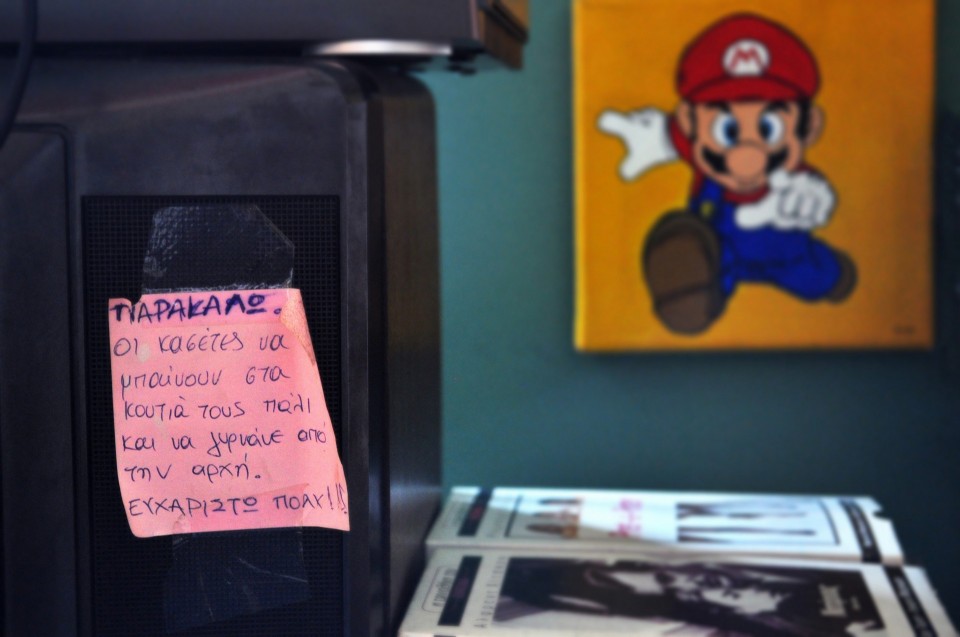 ΠΑΡΑΚΑΛΩ.
οι κασέτες να
μπαίνουν στα
κουτιά τους πάλι
και να γυρνάνε από
την αρχή.
ΕΥΧΑΡΙΣΤΩ ΠΟΛΥ!!
M